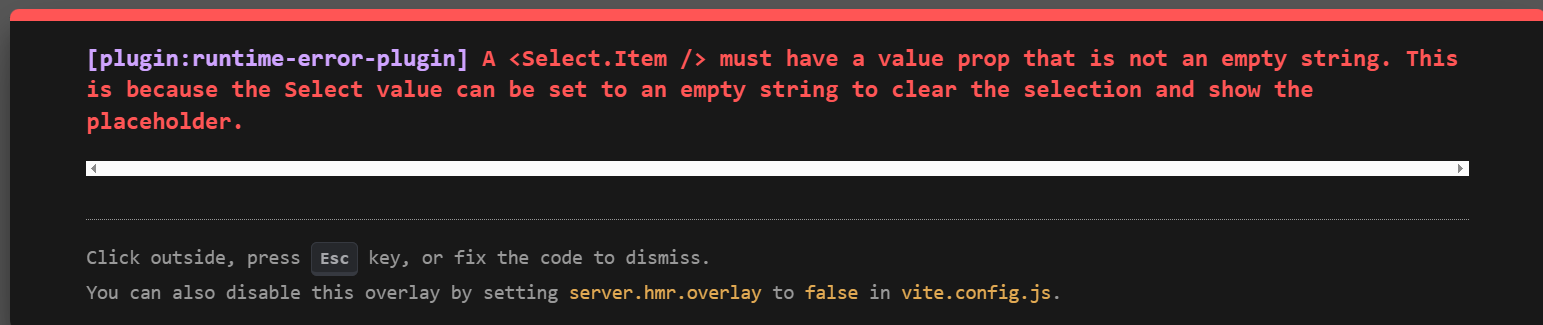 [plugin:runtime-error-plugin] A <Select.Item /> must have a value prop that is not an empty string. This
is because the Select value can be set to an empty string to clear the selection and show the
placeholder.
Click outside, press Esc key, or fix the code to dismiss.
You can also disable this overlay by setting server.hmr.overlay to false in vite.config.js.